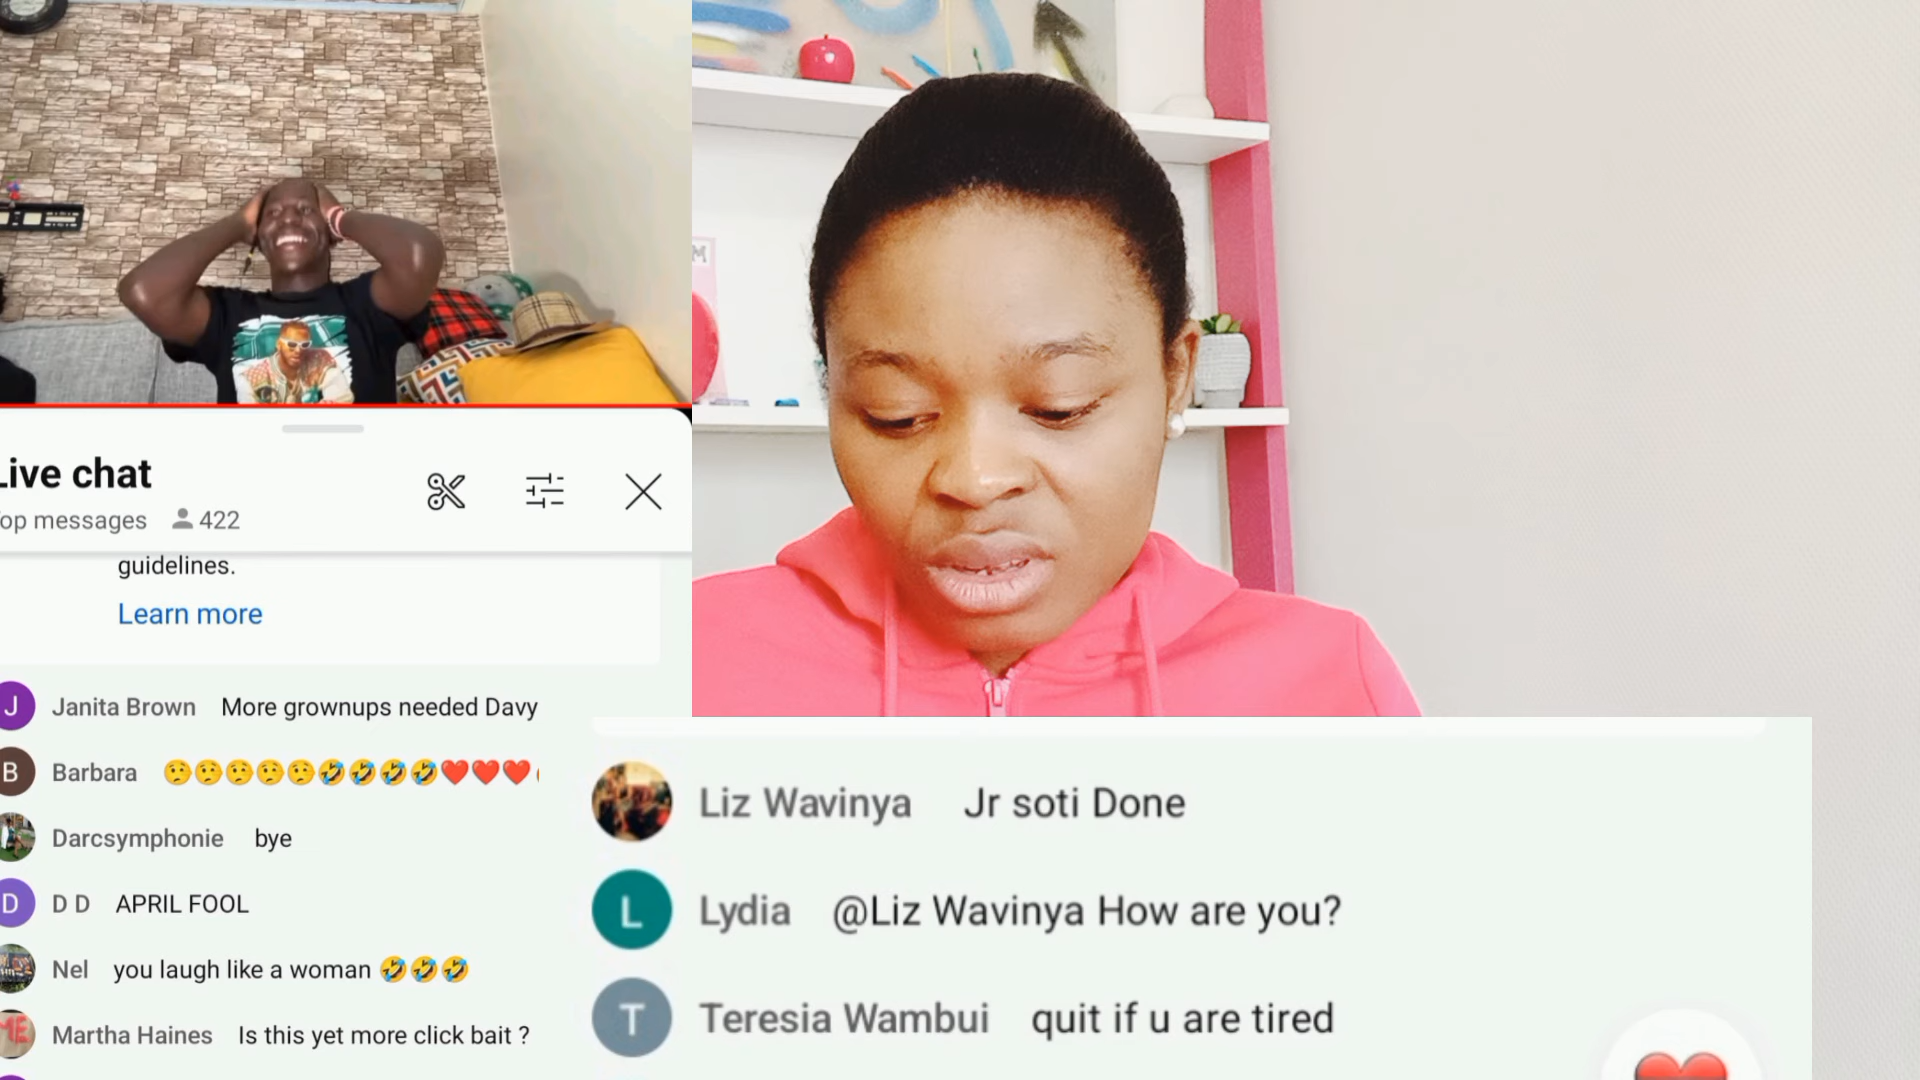 Live chat
Top messages 422
guidelines.
Learn more
J Janita Brown More grownups needed Davy
B Barbara 🤨🤨🤨🤨🤨🤣🤣🤣🤣❤️❤️❤️
Darcsymphonie bye
D D D APRIL FOOL
Nel you laugh like a woman 🤣🤣🤣
ME Martha Haines Is this yet more click bait ?
M
Liz Wavinya Jr soti Done
L Lydia @Liz Wavinya How are you?
T Teresia Wambui quit if u are tired